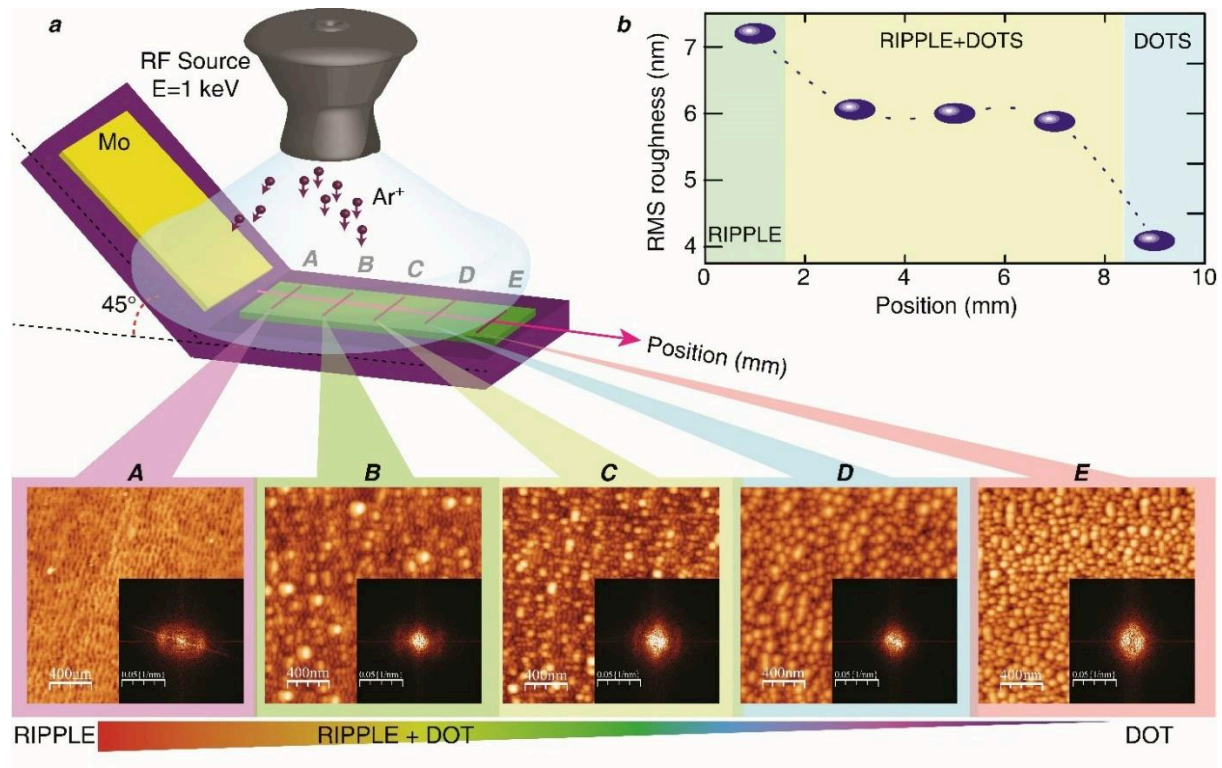 a
RF Source
E=1 keV
Mo
Ar+
A
B
C
D
E
45°
Position (mm)
b
RMS roughness (nm)
7
6
5
4
RIPPLE
RIPPLE+DOTS
DOTS
0
2
4
6
8
10
Position (mm)
A
B
C
D
E
400µm
0.05[1/nm]
400nm
0.05[1/nm]
400nm
0.05[1/nm]
400nm
0.05[1/nm]
400nm
0.05[1/nm]
RIPPLE
RIPPLE + DOT
DOT